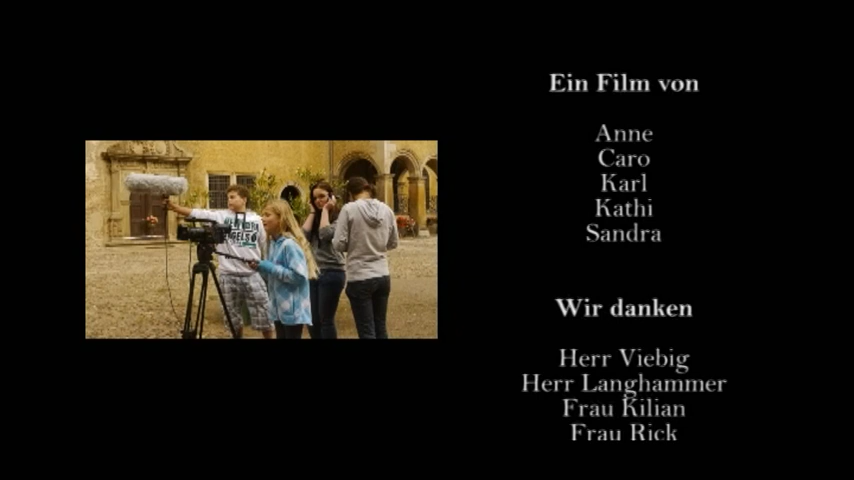 Ein Film von
Anne
Caro
Karl
Kathi
Sandra
Wir danken
Herr Viebig
Herr Langhammer
Frau Kilian
Frau Rick